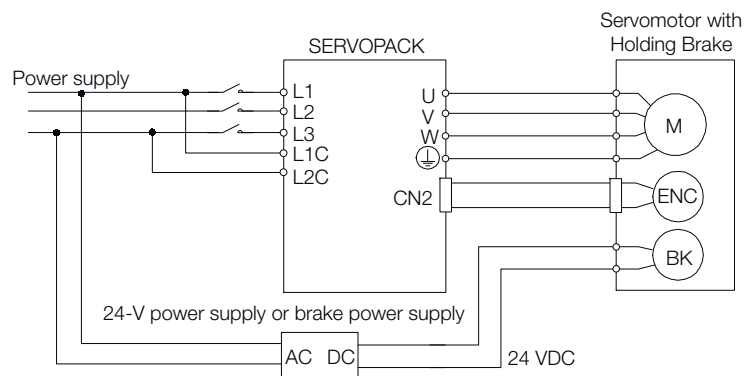 Servomotor with
Holding Brake
SERVOPACK
Power supply
L1
L2
L3
L1C
L2C
U
V
W
CN2
M
ENC
BK
24-V power supply or brake power supply
AC DC
24 VDC